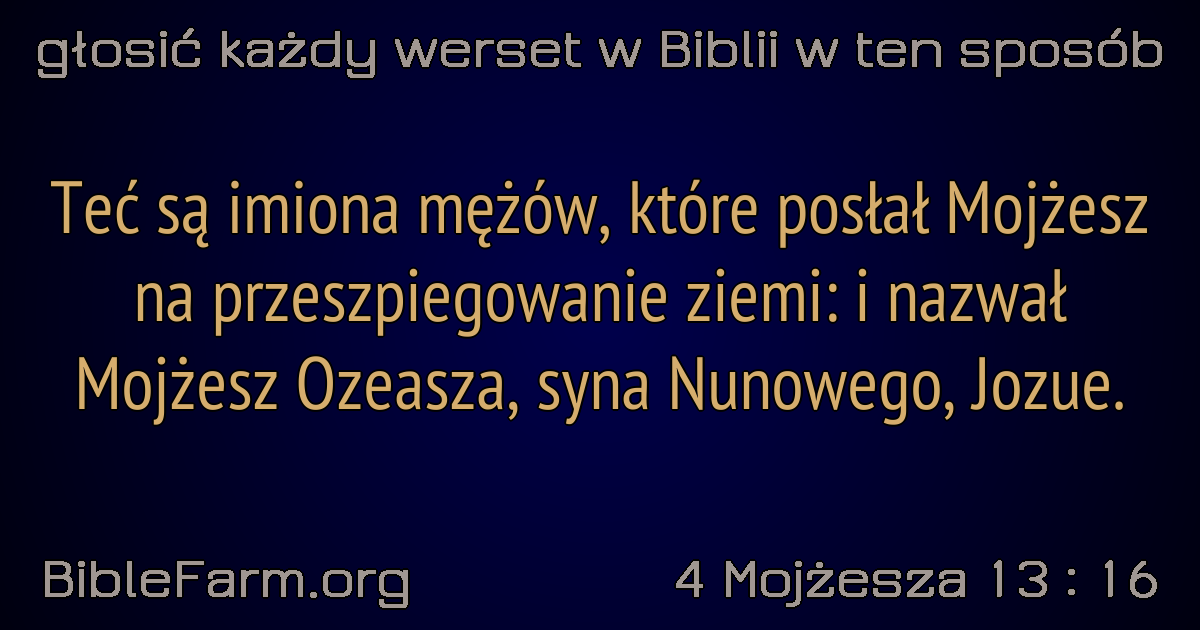 głosić każdy werset w Biblii w ten sposób
Teć są imiona mężów, które posłał Mojżesz
na przeszpiegowanie ziemi: i nazwał
Mojżesz Ozeasza, syna Nunowego, Jozue.
BibleFarm.org
4 Mojżesza 13 : 16